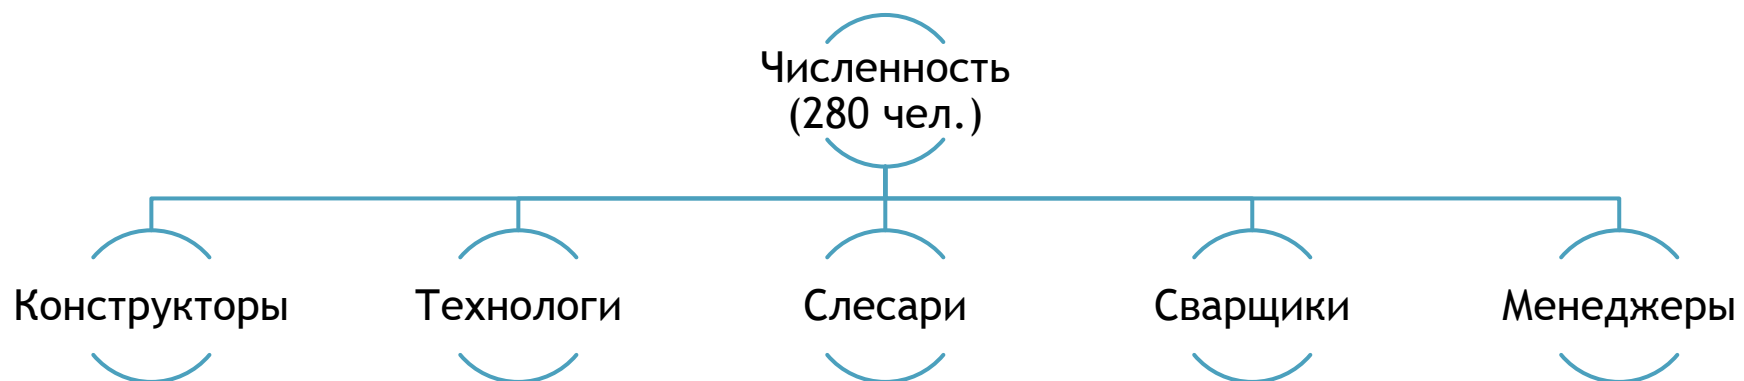 Численность
(280 чел.)
Конструкторы
Технологи
Слесари
Сварщики
Менеджеры